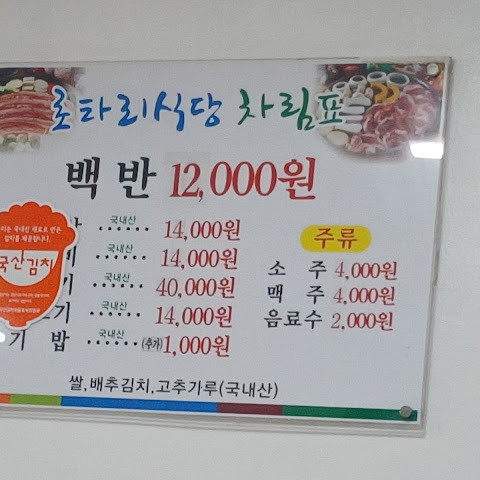 로타리식당 차림표
백 반 12,000원
국내산 14,000원
국내산 14,000원
국내산 40,000원
국내산 14,000원
기 밥 국내산 (추가) 1,000원
주류
소 주 4,000원
맥 주 4,000원
음료수 2,000원
국산김치
쌀,배추김치,고추가루(국내산)